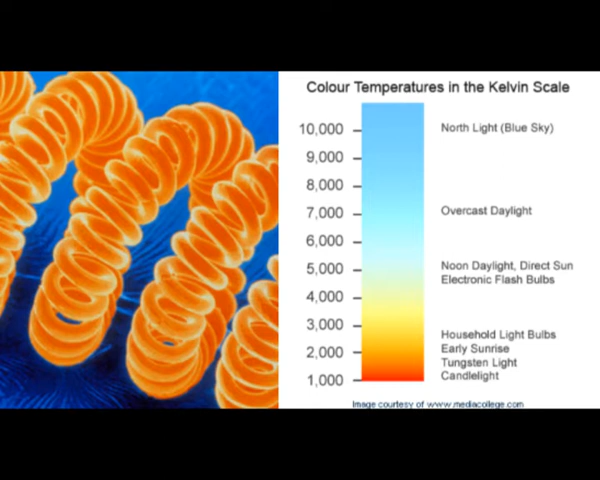 Colour Temperatures in the Kelvin Scale
10,000
North Light (Blue Sky)
9,000
8,000
7,000
Overcast Daylight
6,000
5,000
Noon Daylight, Direct Sun
Electronic Flash Bulbs
4,000
3,000
Household Light Bulbs
2,000
Early Sunrise
Tungsten Light
1,000
Candlelight
Image courtesy of www.mediacollege.com